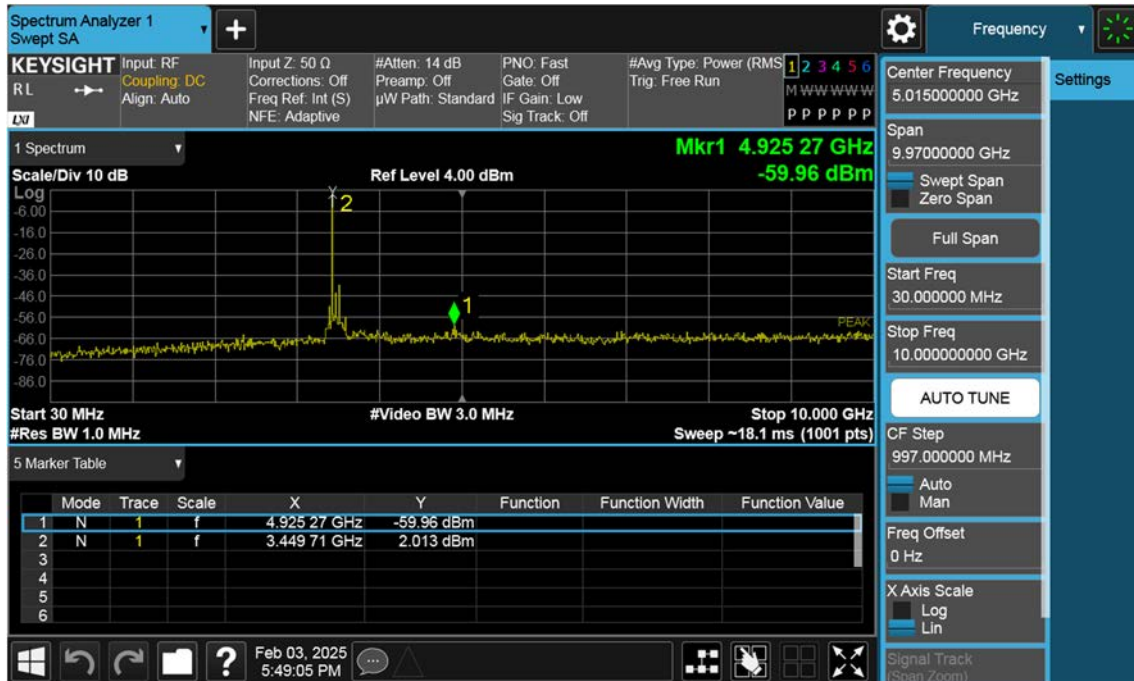 Spectrum Analyzer 1
Swept SA
Frequency
KEYSIGHT
RL
LXI
Input: RF
Coupling: DC
Align: Auto
Input Z: 50 Ω
Corrections: Off
Freq Ref: Int (S)
NFE: Adaptive
#Atten: 14 dB
Preamp: Off
µW Path: Standard
PNO: Fast
Gate: Off
IF Gain: Low
Sig Track: Off
#Avg Type: Power (RMS
Trig: Free Run
1 2 3 4 5 6
M W W W W W
P P P P P P
1 Spectrum
Scale/Div 10 dB
Ref Level 4.00 dBm
Mkr1 4.925 27 GHz
-59.96 dBm
Log
-6.00
-16.0
-26.0
-36.0
-46.0
-56.0
-66.0
-76.0
-86.0
2
1
PEAK
Start 30 MHz
#Video BW 3.0 MHz
Stop 10.000 GHz
#Res BW 1.0 MHz
Sweep ~18.1 ms (1001 pts)
5 Marker Table
Mode Trace Scale X Y Function Function Width Function Value
1 N 1 f 4.925 27 GHz -59.96 dBm
2 N 1 f 3.449 71 GHz 2.013 dBm
3
4
5
6
Feb 03, 2025
5:49:05 PM
Center Frequency
5.015000000 GHz
Settings
Span
9.97000000 GHz
Swept Span
Zero Span
Full Span
Start Freq
30.000000 MHz
Stop Freq
10.000000000 GHz
AUTO TUNE
CF Step
997.000000 MHz
Auto
Man
Freq Offset
0 Hz
X Axis Scale
Log
Lin
Signal Track
(Span Zoom)